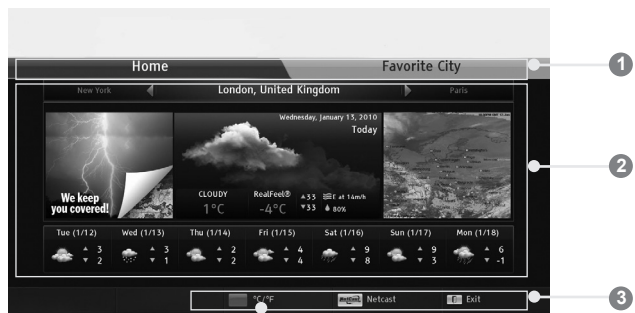 Home Favorite City
New York London, United Kingdom Paris
Wednesday, January 13, 2010
Today
We keep
you covered!
CLOUDY RealFeel® ▲33 E at 14m/h
1°C -4°C ▼33 80%
Tue (1/12) Wed (1/13) Thu (1/14) Fri (1/15) Sat (1/16) Sun (1/17) Mon (1/18)
▲ 3 ▲ 3 ▲ 2 ▲ 4 ▲ 9 ▲ 9 ▲ 6
▼ 2 ▼ 1 ▼ 2 ▼ 4 ▼ 8 ▼ 3 ▼ -1
°C/°F NetCast Netcast E Exit
1
2
3